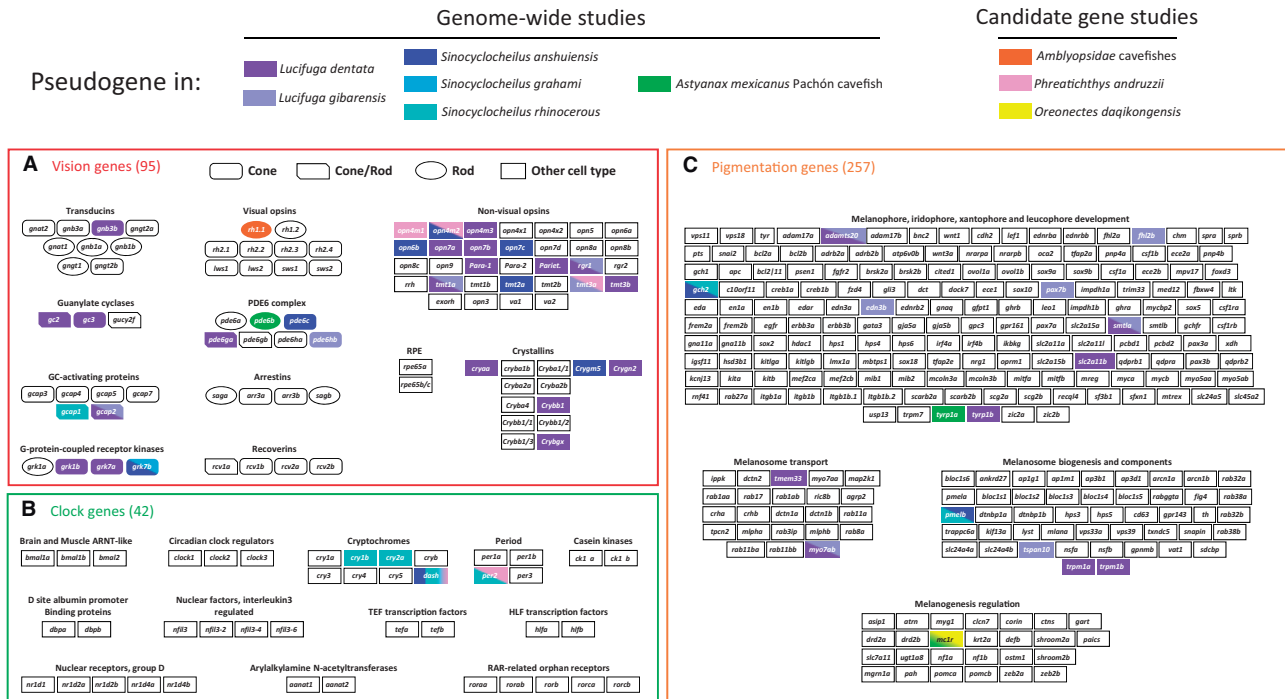 Genome-wide studies
Candidate gene studies
Pseudogene in:
Lucifuga dentata
Lucifuga gibarensis
Sinocyclocheilus anshuiensis
Sinocyclocheilus grahami
Sinocyclocheilus rhinocerous
Astyanax mexicanus Pachón cavefish
Amblyopsidae cavefishes
Phreatichthys andruzzii
Oreonectes daqikongensis
A Vision genes (95)
Cone
Cone/Rod
Rod
Other cell type
Transducins
gnat2 gnb3a gnb3b gngt2a
gnat1 gnb1a gnb1b
gngt1 gngt2b
Guanylate cyclases
gc2 gc3 gucy2f
GC-activating proteins
gcap3 gcap4 gcap5 gcap7
gcap1 gcap2
G-protein-coupled receptor kinases
grk1a grk1b grk7a grk7b
Visual opsins
rh1.1 rh1.2
rh2.1 rh2.2 rh2.3 rh2.4
lws1 lws2 sws1 sws2
PDE6 complex
pde6a pde6b pde6c
pde6ga pde6gb pde6ha pde6hb
Arrestins
saga arr3a arr3b sagb
Recoverins
rcv1a rcv1b rcv2a rcv2b
Non-visual opsins
opn4m1 opn4m2 opn4m3 opn4x1 opn4x2 opn5 opn6a
opn6b opn7a opn7b opn7c opn7d opn8a opn8b
opn8c opn9 Para-1 Para-2 Pariet. rgr1 rgr2
rrh tmt1a tmt1b tmt2a tmt2b tmt3a tmt3b
exorh opn3 va1 va2
RPE
rpe65a
rpe65b/c
Crystallins
cryaa cryba1b Cryba1/1 Crygm5 Crygn2
Cryba2a Cryba2b
Cryba4 Crybb1
Crybb1/1 Crybb1/2
Crybb1/3 Crybgx
B Clock genes (42)
Brain and Muscle ARNT-like
bmal1a bmal1b bmal2
Circadian clock regulators
clock1 clock2 clock3
Cryptochromes
cry1a cry1b cry2a cryb
cry3 cry4 cry5 dash
Period
per1a per1b
per2 per3
Casein kinases
ck1 a ck1 b
D site albumin promoter
Binding proteins
dbpa dbpb
Nuclear factors, interleukin3
regulated
nfil3 nfil3-2 nfil3-4 nfil3-6
TEF transcription factors
tefa tefb
HLF transcription factors
hlfa hlfb
Nuclear receptors, group D
nr1d1 nr1d2a nr1d2b nr1d4a nr1d4b
Arylalkylamine N-acetyltransferases
aanat1 aanat2
RAR-related orphan receptors
roraa rorab rorb rorca rorcb
C Pigmentation genes (257)
Melanophore, iridophore, xantophore and leucophore development
vps11 vps18 tyr adam17a adamts20 adam17b bnc2 wnt1 cdh2 lef1 ednrba ednrbb fhl2a fhl2b chm spra sprb
pts snai2 bcl2a bcl2b adrb2a adrb2b atp6v0b wnt3a nrarpa nrarpb oca2 tfap2a pnp4a csf1b ece2a pnp4b
gch1 apc bcl2j11 psen1 fgfr2 brsk2a brsk2b cited1 ovol1a ovol1b sox9a sox9b csf1a ece2b mpv17 foxd3
gch2 c10orf11 creb1a creb1b fzd4 gli3 dct dock7 ece1 sox10 pax7b impdh1a trim33 med12 fbxw4 ltk
eda en1a en1b edar edn3a edn3b gnaq gfpt1 ghrb leo1 impdh1b ghra mycbp2 sox5 csf1ra
frem2a frem2b egfr erbb3a erbb3b gata3 gja5a gja5b gpc3 gpr161 pax7a slc2a15a smtla smtlb gchfr csf1rb
gna11a gna11b sox2 hdac1 hps1 hps4 hps6 irf4a irf4b ikbkg slc2a11a slc2a11l pcbd1 pcbd2 pax3a xdh
igsf11 hsd3b1 kitlga kitlgb lmx1a mbtps1 sox18 tfap2e nrg1 oprm1 slc2a15b slc2a11b qdprb1 qdpra pax3b qdprb2
kcnj13 kita kitb mef2ca mef2cb mib1 mib2 mcoln3a mcoln3b mitfa mitfb mreg myca mycb myo5aa myo5ab
rnf41 rab27a itgb1a itgb1b itgb1b.1 itgb1b.2 scarb2a scarb2b scg2a scg2b recql4 sf3b1 sfxn1 mtrex slc24a5 slc45a2
usp13 trpm7 tyrp1a tyrp1b zic2a zic2b
Melanosome transport
ippk dctn2 tmem33 myo7aa map2k1
rab1aa rab17 rab1ab ric8b agrp2
crha crhb dctn1a dctn1b rab11a
tpcn2 mlpha rab3ip mlphb rab8a
rab11ba rab11bb myo7ab
Melanosome biogenesis and components
bloc1s6 ankrd27 ap1g1 ap1m1 ap3b1 ap3d1 arcn1a arcn1b rab32a
pmela bloc1s1 bloc1s2 bloc1s3 bloc1s4 bloc1s5 rabggta fig4 rab38a
pmelb dtnbp1a dtnbp1b hps3 hps5 cd63 gpr143 th rab32b
trappc6a kif13a lyst mlana vps33a vps39 txndc5 snapin rab38b
slc24a4a slc24a4b tspan10 nsfa nsfb gpnmb vat1 sdcbp
trpm1a trpm1b
Melanogenesis regulation
asip1 atrn myg1 clcn7 corin ctns gart
drd2a drd2b mc1r krt2a defb shroom2a paics
slc7a11 ugt1a8 nf1a nf1b ostm1 shroom2b
mgrn1a pah pomca pomcb zeb2a zeb2b